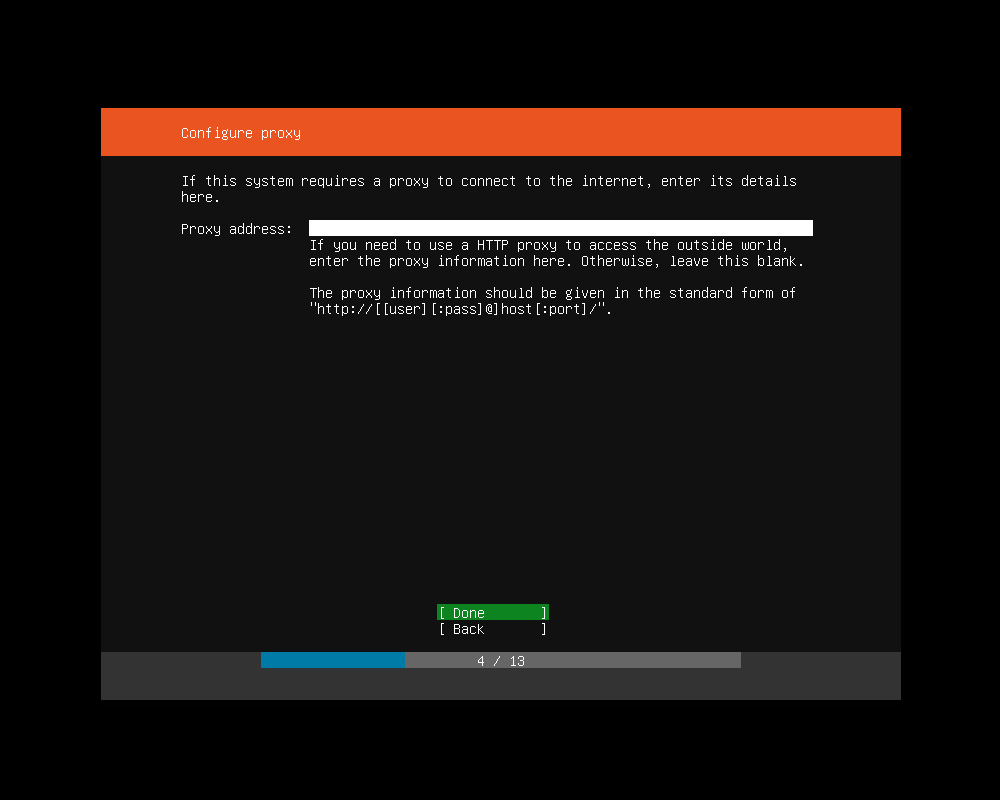 Configure proxy
If this system requires a proxy to connect to the internet, enter its details
here.
Proxy address:
If you need to use a HTTP proxy to access the outside world,
enter the proxy information here. Otherwise, leave this blank.
The proxy information should be given in the standard form of
"http://[[user][:pass]@]host[:port]/".
[ Done ]
[ Back ]
4 / 13